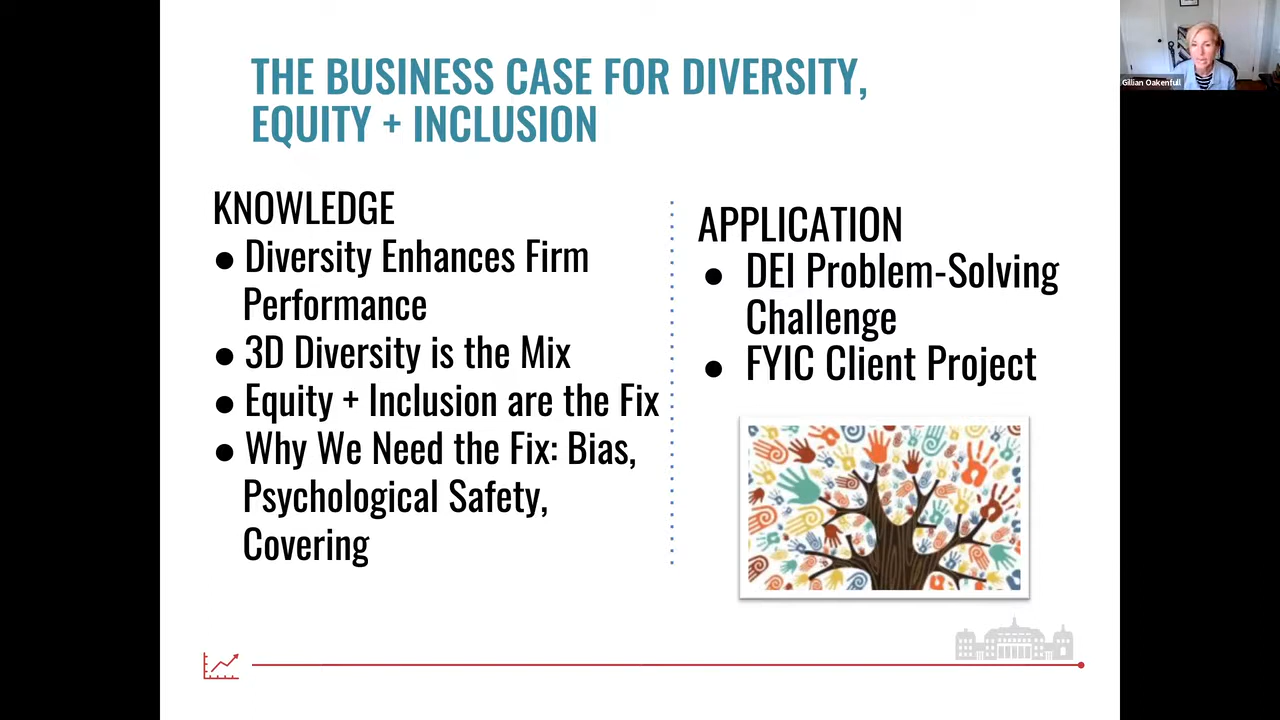 THE BUSINESS CASE FOR DIVERSITY,
EQUITY + INCLUSION
KNOWLEDGE
● Diversity Enhances Firm
Performance
● 3D Diversity is the Mix
● Equity + Inclusion are the Fix
● Why We Need the Fix: Bias,
Psychological Safety,
Covering
APPLICATION
● DEI Problem-Solving
Challenge
● FYIC Client Project
Gillian Oakenfull